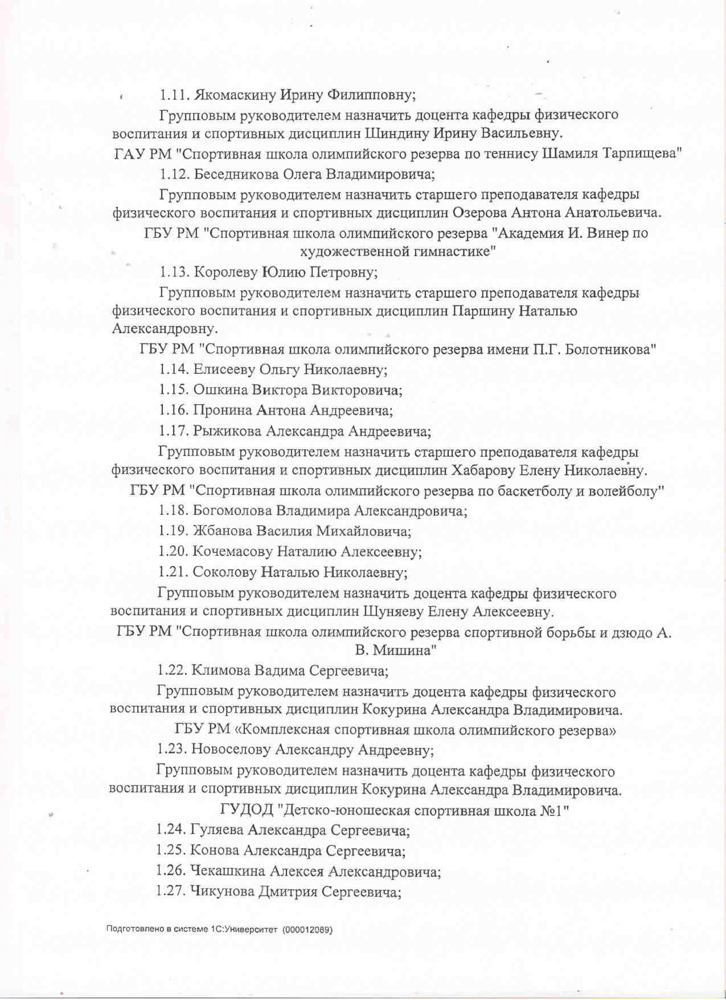 1.11. Якомаскину Ирину Филипповну;
Групповым руководителем назначить доцента кафедры физического
воспитания и спортивных дисциплин Шиндину Ирину Васильевну.
ГАУ РМ "Спортивная школа олимпийского резерва по теннису Шамиля Тарпищева"
1.12. Беседникова Олега Владимировича;
Групповым руководителем назначить старшего преподавателя кафедры
физического воспитания и спортивных дисциплин Озерова Антона Анатольевича.
ГБУ РМ "Спортивная школа олимпийского резерва "Академия И. Винер по
художественной гимнастике"
1.13. Королеву Юлию Петровну;
Групповым руководителем назначить старшего преподавателя кафедры
физического воспитания и спортивных дисциплин Паршину Наталью
Александровну.
ГБУ РМ "Спортивная школа олимпийского резерва имени П.Г. Болотникова"
1.14. Елисееву Ольгу Николаевну;
1.15. Ошкина Виктора Викторовича;
1.16. Пронина Антона Андреевича;
1.17. Рыжикова Александра Андреевича;
Групповым руководителем назначить старшего преподавателя кафедры
физического воспитания и спортивных дисциплин Хабарову Елену Николаевну.
ГБУ РМ "Спортивная школа олимпийского резерва по баскетболу и волейболу"
1.18. Богомолова Владимира Александровича;
1.19. Жбанова Василия Михайловича;
1.20. Кочемасову Наталию Алексеевну;
1.21. Соколову Наталью Николаевну;
Групповым руководителем назначить доцента кафедры физического
воспитания и спортивных дисциплин Шуняеву Елену Алексеевну.
ГБУ РМ "Спортивная школа олимпийского резерва спортивной борьбы и дзюдо А.
В. Мишина"
1.22. Климова Вадима Сергеевича;
Групповым руководителем назначить доцента кафедры физического
воспитания и спортивных дисциплин Кокурина Александра Владимировича.
ГБУ РМ «Комплексная спортивная школа олимпийского резерва»
1.23. Новоселову Александру Андреевну;
Групповым руководителем назначить доцента кафедры физического
воспитания и спортивных дисциплин Кокурина Александра Владимировича.
ГУДОД "Детско-юношеская спортивная школа №1"
1.24. Гуляева Александра Сергеевича;
1.25. Конова Александра Сергеевича;
1.26. Чекашкина Алексея Александровича;
1.27. Чикунова Дмитрия Сергеевича;
Подготовлено в системе 1С:Университет (000012089)